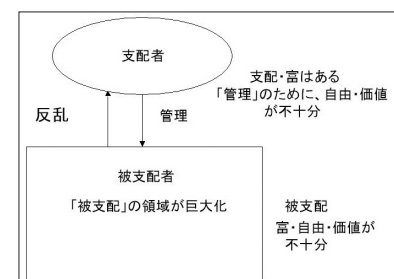 支配者
支配・富はある
「管理」のために、自由・価値
が不十分
反乱
管理
被支配者
「被支配」の領域が巨大化
被支配
富・自由・価値が
不十分